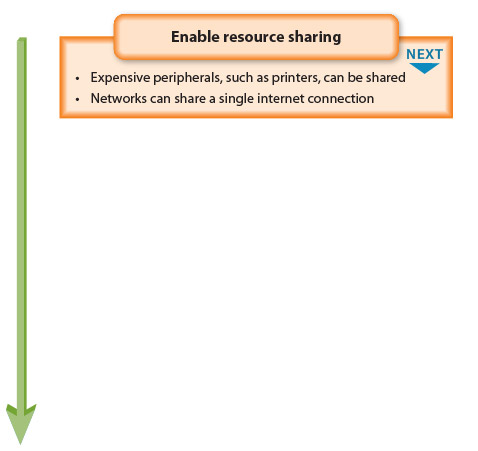 Enable resource sharing
NEXT
• Expensive peripherals, such as printers, can be shared
• Networks can share a single internet connection